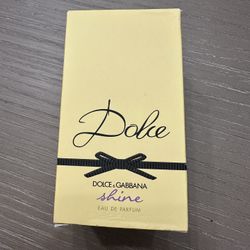 Dolce
DOLCE & GABBANA
shine
EAU DE PARFUM